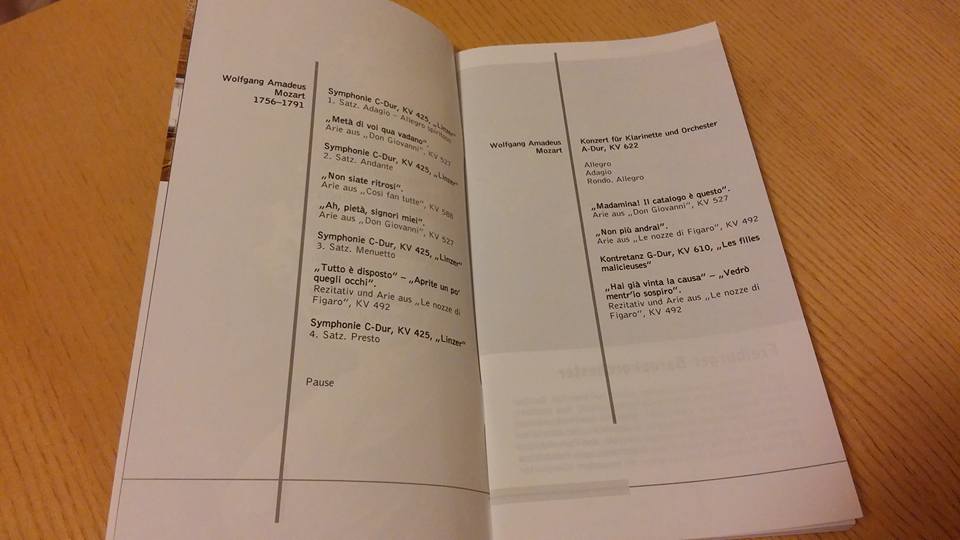 Wolfgang Amadeus
Mozart
1756–1791
Symphonie C-Dur, KV 425, „Linzer“
1. Satz. Adagio – Allegro spiritoso
„Metà di voi qua vadano“.
Arie aus „Don Giovanni“, KV 527
Symphonie C-Dur, KV 425, „Linzer“
2. Satz. Andante
„Non siate ritrosi“.
Arie aus „Così fan tutte“, KV 588
„Ah, pietà, signori miei“.
Arie aus „Don Giovanni“, KV 527
Symphonie C-Dur, KV 425, „Linzer“
3. Satz. Menuetto
„Tutto è disposto“ – „Aprite un po’
quegli occhi“.
Rezitativ und Arie aus „Le nozze di
Figaro“, KV 492
Symphonie C-Dur, KV 425, „Linzer“
4. Satz. Presto
Pause
Wolfgang Amadeus
Mozart
Konzert für Klarinette und Orchester
A-Dur, KV 622
Allegro
Adagio
Rondo. Allegro
„Madamina! Il catalogo è questo“.
Arie aus „Don Giovanni“, KV 527
„Non più andrai“.
Arie aus „Le nozze di Figaro“, KV 492
Kontretanz G-Dur, KV 610, „Les filles
malicieuses“
„Hai già vinta la causa“ – „Vedrò
mentr’io sospiro“.
Rezitativ und Arie aus „Le nozze di
Figaro“, KV 492
Freiburger Barockorchester